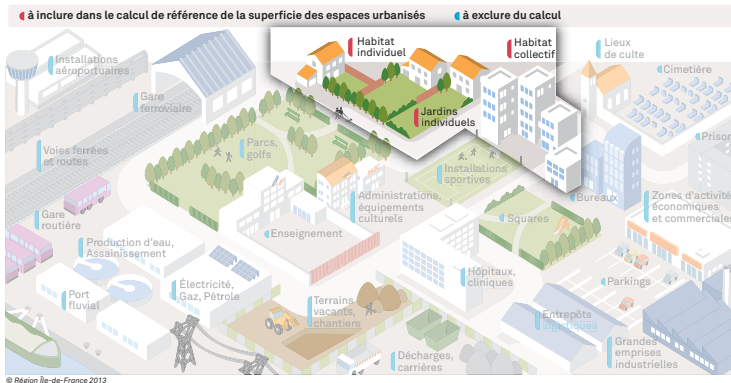 à inclure dans le calcul de référence de la superficie des espaces urbanisés
à exclure du calcul
Installations
aéroportuaires
Habitat
individuel
Habitat
collectif
Lieux
de culte
Cimetière
Gare
ferroviaire
Jardins
individuels
Voies ferrées
et routes
Parcs,
golfs
Prison
Installations
sportives
Administrations,
équipements
culturels
Bureaux
Zones d'activité
économiques
et commerciales
Gare
routière
Squares
Enseignement
Production d'eau,
Assainissement
Électricité,
Gaz, Pétrole
Hôpitaux,
cliniques
Parkings
Port
fluvial
Terrains
vacants,
chantiers
Entrepôts
logistiques
Grandes
emprises
industrielles
Décharges,
carrières
© Région Île-de-France 2013